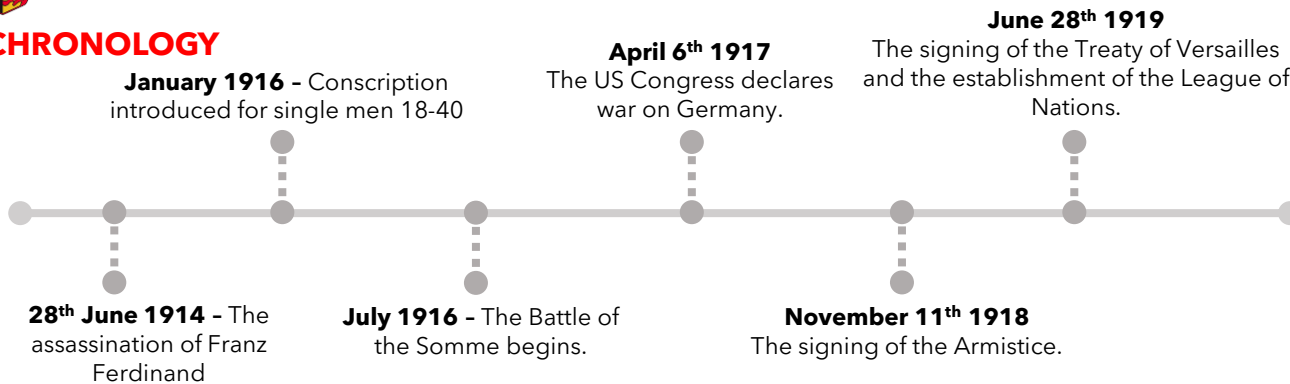 CHRONOLOGY
January 1916 – Conscription
introduced for single men 18-40
April 6th 1917
The US Congress declares
war on Germany.
June 28th 1919
The signing of the Treaty of Versailles
and the establishment of the League of
Nations.
28th June 1914 – The
assassination of Franz
Ferdinand
July 1916 – The Battle of
the Somme begins.
November 11th 1918
The signing of the Armistice.